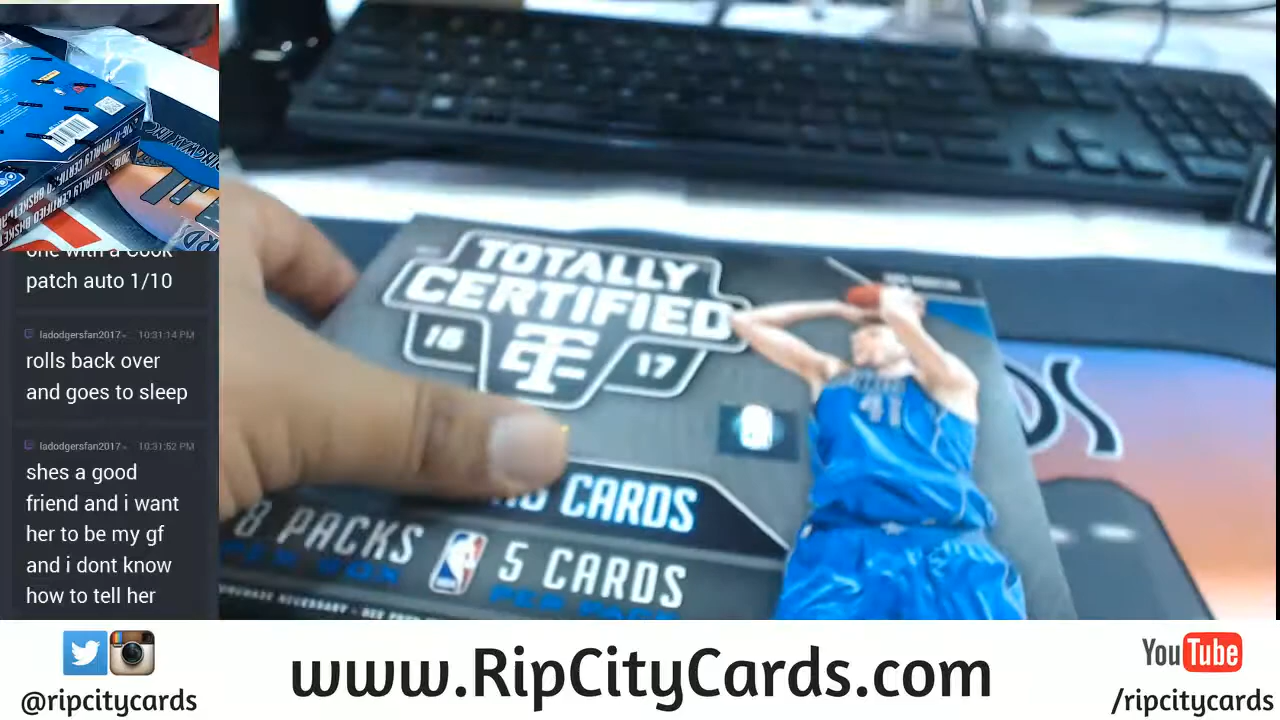 one with a Cook
patch auto 1/10
ladodgersfan2017
10:31:14 PM
rolls back over
and goes to sleep
ladodgersfan2017
10:31:52 PM
shes a good
friend and i want
her to be my gf
and i dont know
how to tell her
TOTALLY
CERTIFIED
16 17
41
CARDS
8 PACKS
PER BOX
5 CARDS
PER PACK
www.RipCityCards.com
@ripcitycards
YouTube
/ripcitycards